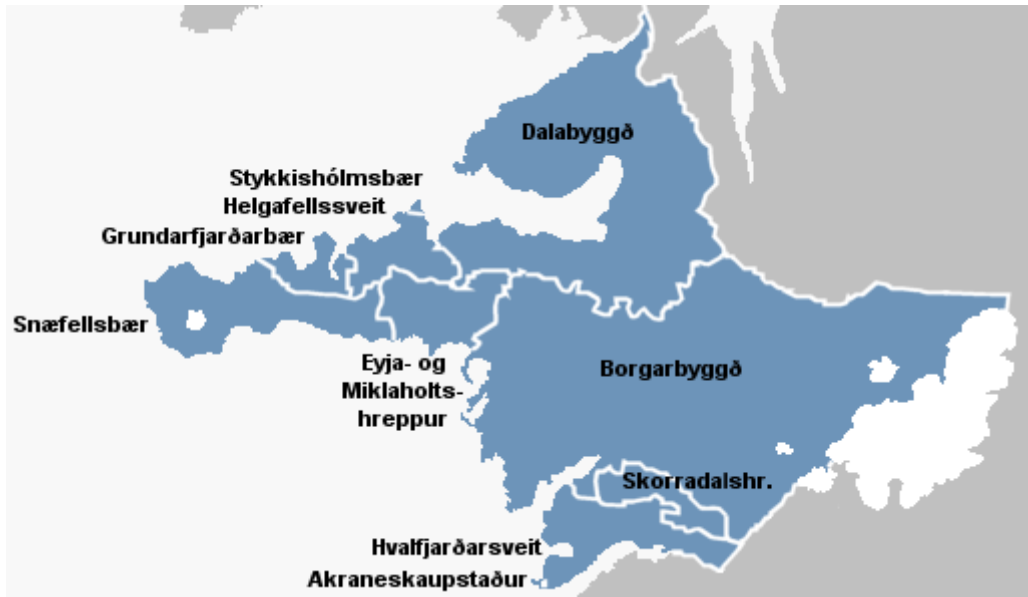 Dalabyggð
Stykkishólmsbær
Helgafellssveit
Grundarfjarðarbær
Snæfellsbær
Eyja- og
Miklaholts-
hreppur
Borgarbyggð
Skorradalshr.
Hvalfjarðarsveit
Akraneskaupstaður